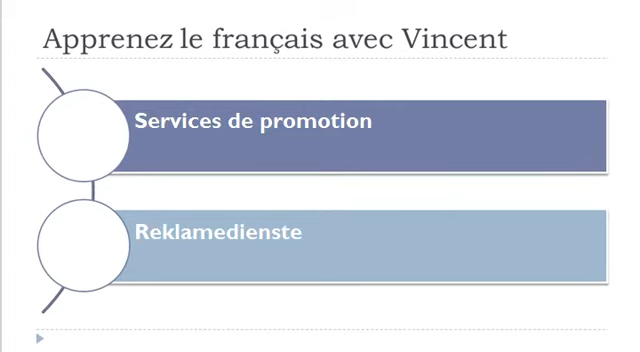 Apprenez le français avec Vincent
Services de promotion
Reklamedienste